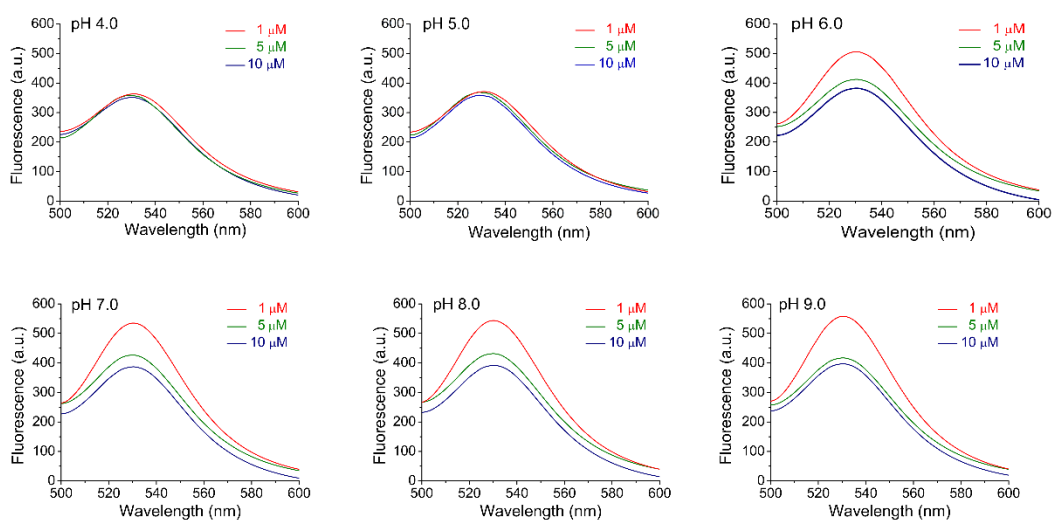 pH 4.0
1 μM
5 μM
10 μM
Fluorescence (a.u.)
600
500
400
300
200
100
0
500 520 540 560 580 600
Wavelength (nm)
pH 5.0
1 μM
5 μM
10 μM
Fluorescence (a.u.)
600
500
400
300
200
100
0
500 520 540 560 580 600
Wavelength (nm)
pH 6.0
1 μM
5 μM
10 μM
Fluorescence (a.u.)
600
500
400
300
200
100
0
500 520 540 560 580 600
Wavelength (nm)
pH 7.0
1 μM
5 μM
10 μM
Fluorescence (a.u.)
600
500
400
300
200
100
0
500 520 540 560 580 600
Wavelength (nm)
pH 8.0
1 μM
5 μM
10 μM
Fluorescence (a.u.)
600
500
400
300
200
100
0
500 520 540 560 580 600
Wavelength (nm)
pH 9.0
1 μM
5 μM
10 μM
Fluorescence (a.u.)
600
500
400
300
200
100
0
500 520 540 560 580 600
Wavelength (nm)